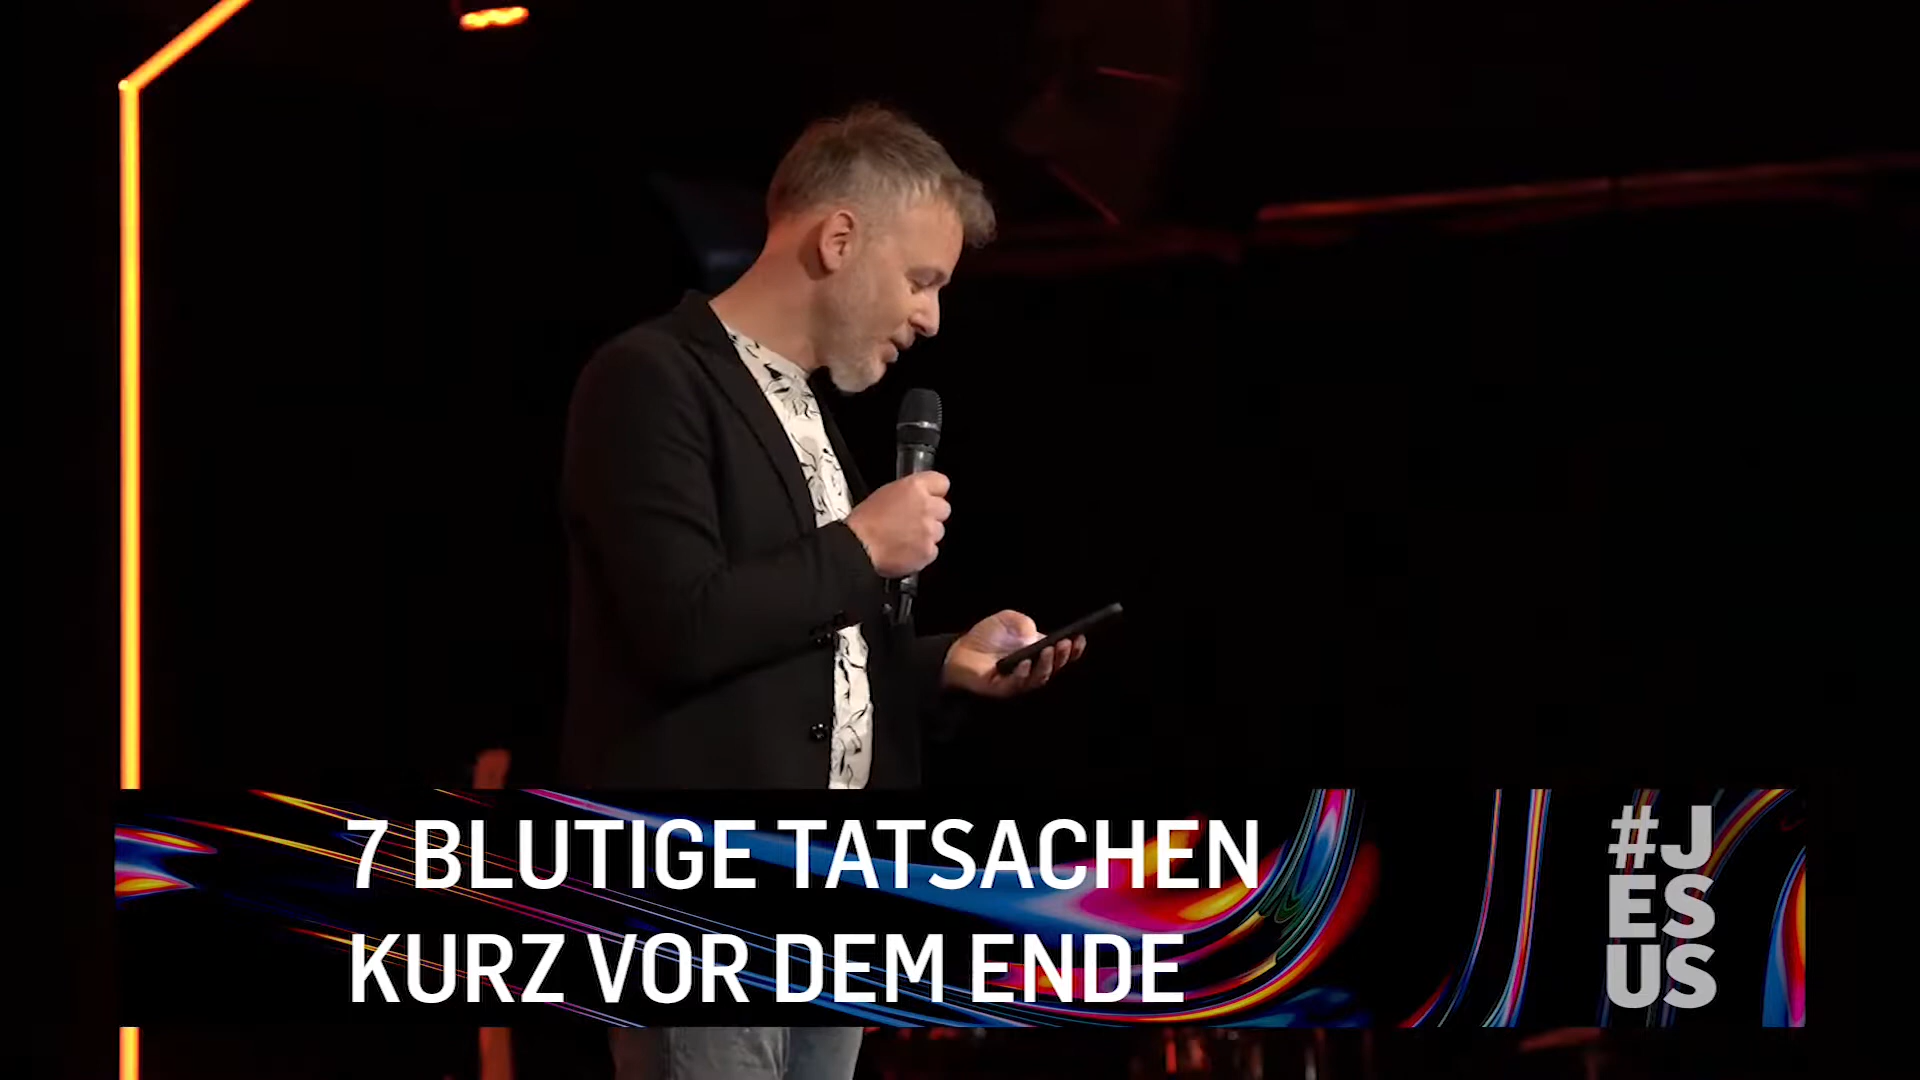 7 BLUTIGE TATSACHEN
KURZ VOR DEM ENDE
#J
ES
US